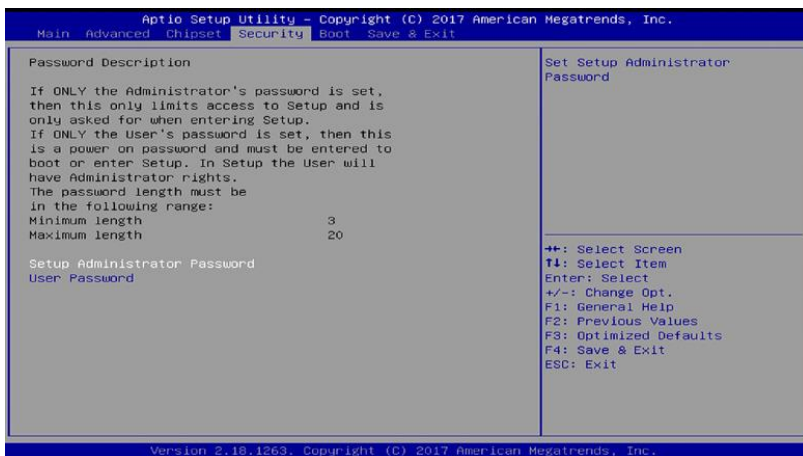 Aptio Setup Utility – Copyright (C) 2017 American Megatrends, Inc.
Main Advanced Chipset Security Boot Save & Exit
Password Description
If ONLY the Administrator's password is set,
then this only limits access to Setup and is
only asked for when entering Setup.
If ONLY the User's password is set, then this
is a power on password and must be entered to
boot or enter Setup. In Setup the User will
have Administrator rights.
The password length must be
in the following range:
Minimum length 3
Maximum length 20
Setup Administrator Password
User Password
Set Setup Administrator
Password
→←: Select Screen
↑↓: Select Item
Enter: Select
+/-: Change Opt.
F1: General Help
F2: Previous Values
F3: Optimized Defaults
F4: Save & Exit
ESC: Exit
Version 2.18.1263. Copyright (C) 2017 American Megatrends, Inc.